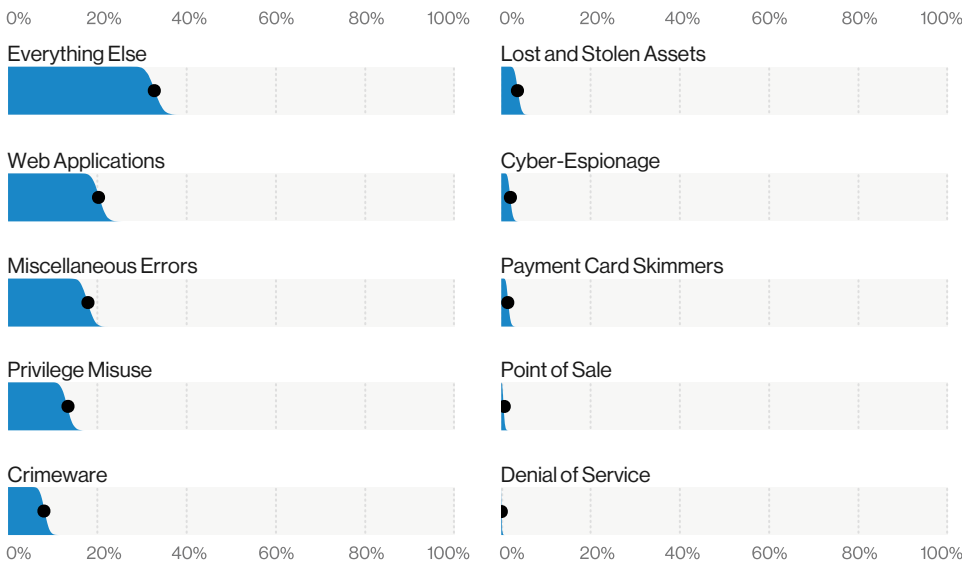 0% 20% 40% 60% 80% 100%
Everything Else
Web Applications
Miscellaneous Errors
Privilege Misuse
Crimeware
0% 20% 40% 60% 80% 100%
0% 20% 40% 60% 80% 100%
Lost and Stolen Assets
Cyber-Espionage
Payment Card Skimmers
Point of Sale
Denial of Service
0% 20% 40% 60% 80% 100%